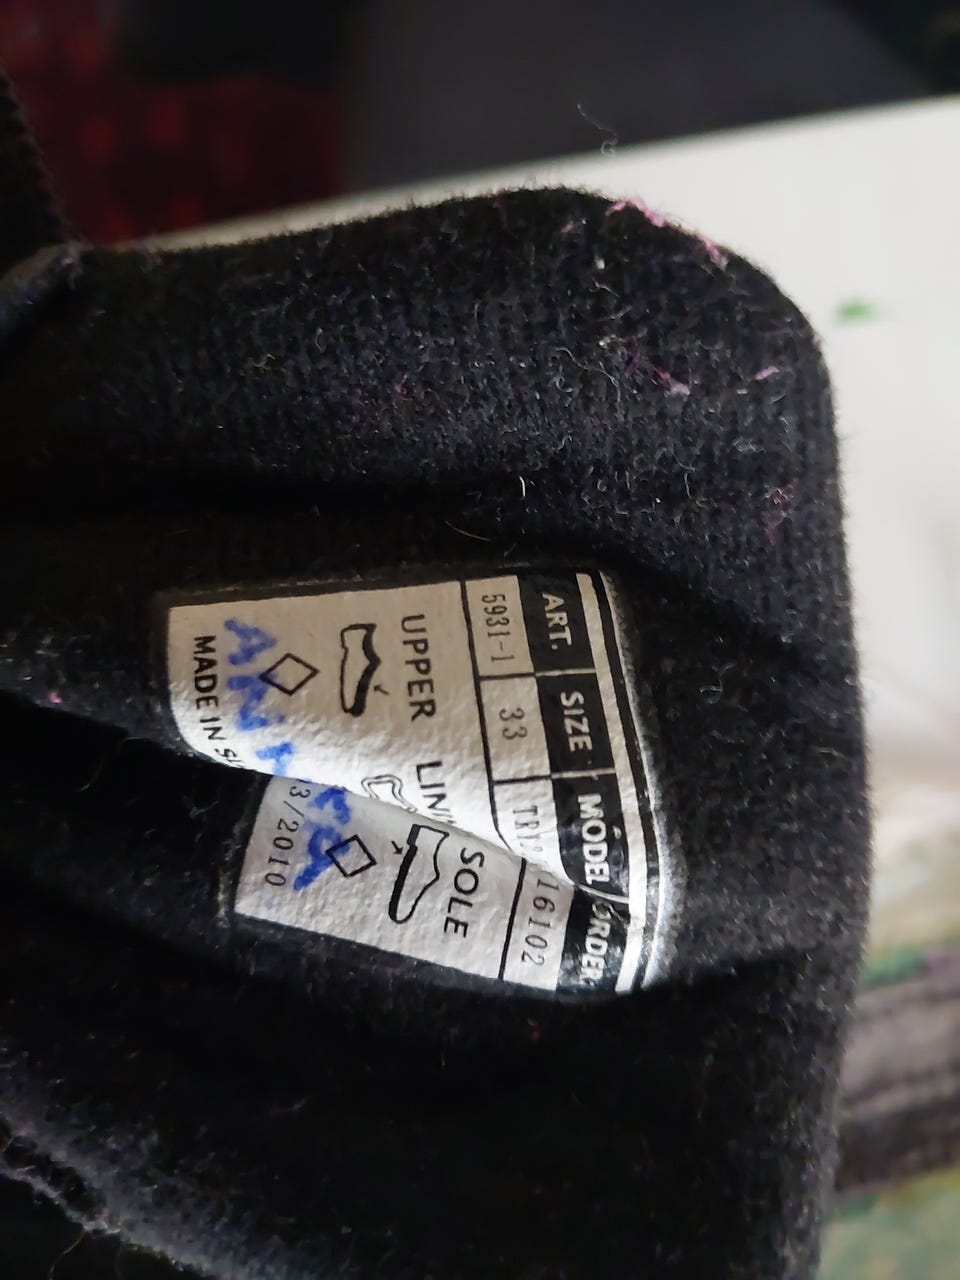 ART. SIZE MODEL ORDER
5931-1 33 16102
UPPER SOLE
MADE IN
3/2010